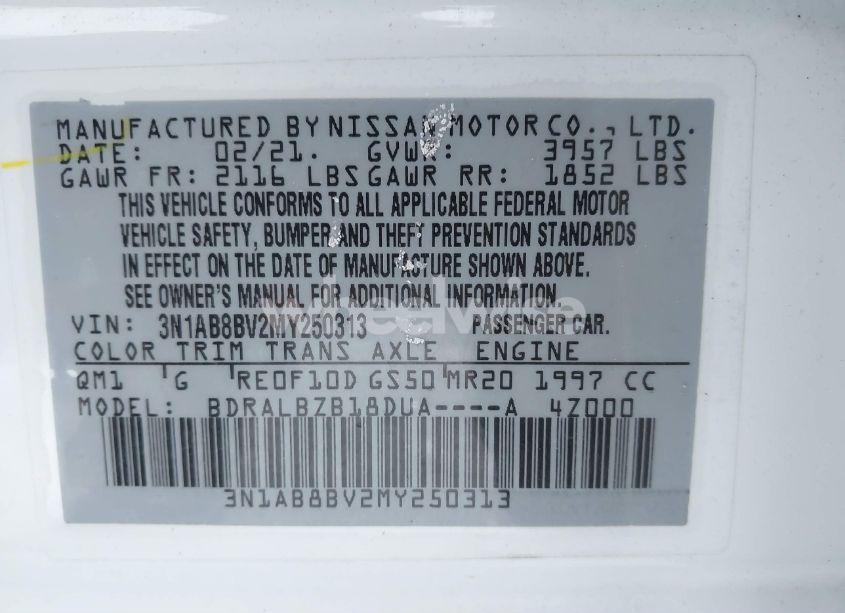 MANUFACTURED BY NISSAN MOTOR CO., LTD.
DATE: 02/21. GVWR: 3957 LBS
GAWR FR: 2116 LBS GAWR RR: 1852 LBS
THIS VEHICLE CONFORMS TO ALL APPLICABLE FEDERAL MOTOR
VEHICLE SAFETY, BUMPER AND THEFT PREVENTION STANDARDS
IN EFFECT ON THE DATE OF MANUFACTURE SHOWN ABOVE.
SEE OWNER'S MANUAL FOR ADDITIONAL INFORMATION.
VIN: 3N1AB8BV2MY250313 PASSENGER CAR.
COLOR TRIM TRANS AXLE ENGINE
QM1 G RE0F10D GS50 MR20 1997 CC
MODEL: BDRALBZB18DUA----A 4Z000
3N1AB8BV2MY250313